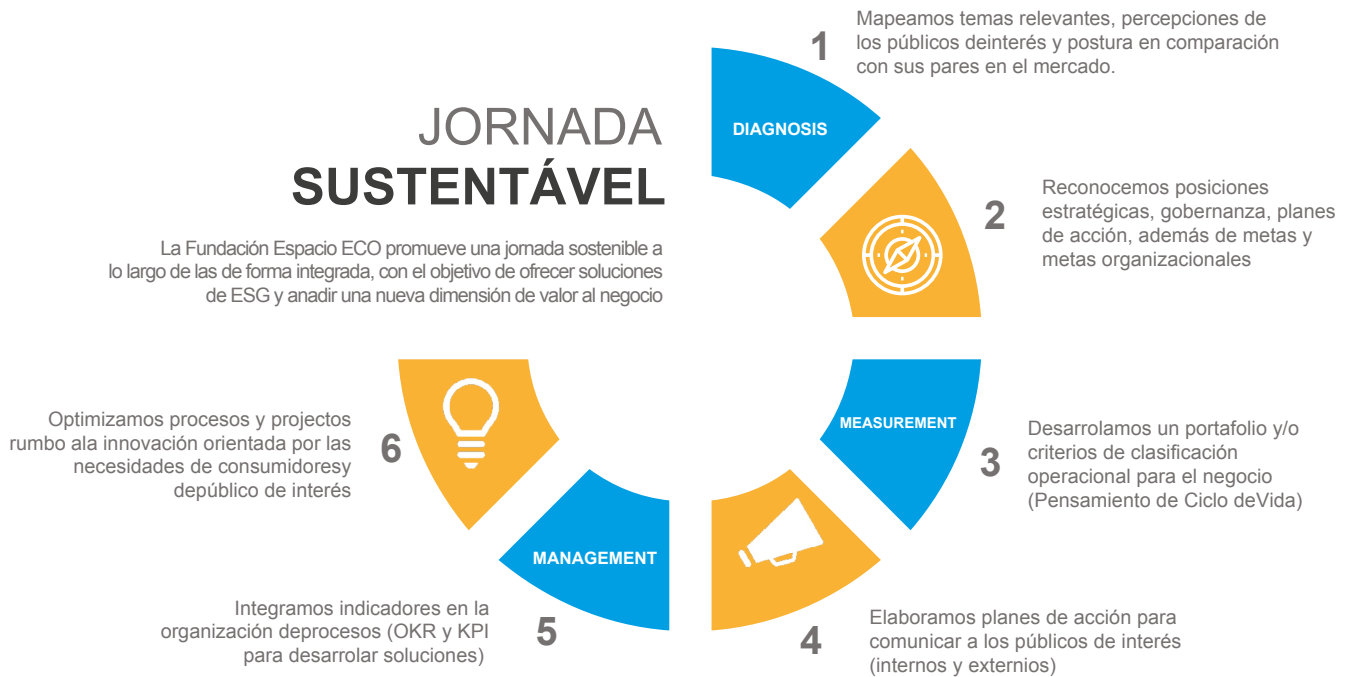 JORNADA
SUSTENTÁVEL
La Fundación Espacio ECO promueve una jornada sostenible a
lo largo de las de forma integrada, con el objetivo de ofrecer soluciones
de ESG y anadir una nueva dimensión de valor al negocio
1
Mapeamos temas relevantes, percepciones de
los públicos deinterés y postura en comparación
con sus pares en el mercado.
DIAGNOSIS
2
Reconocemos posiciones
estratégicas, gobernanza, planes
de acción, además de metas y
metas organizacionales
MEASUREMENT
3
Desarrolamos un portafolio y/o
criterios de clasificación
operacional para el negocio
(Pensamiento de Ciclo deVida)
4
Elaboramos planes de acción para
comunicar a los públicos de interés
(internos y externios)
MANAGEMENT
5
Integramos indicadores en la
organización deprocesos (OKR y KPI
para desarrolar soluciones)
6
Optimizamos procesos y projectos
rumbo ala innovación orientada por las
necesidades de consumidoresy
depúblico de interés